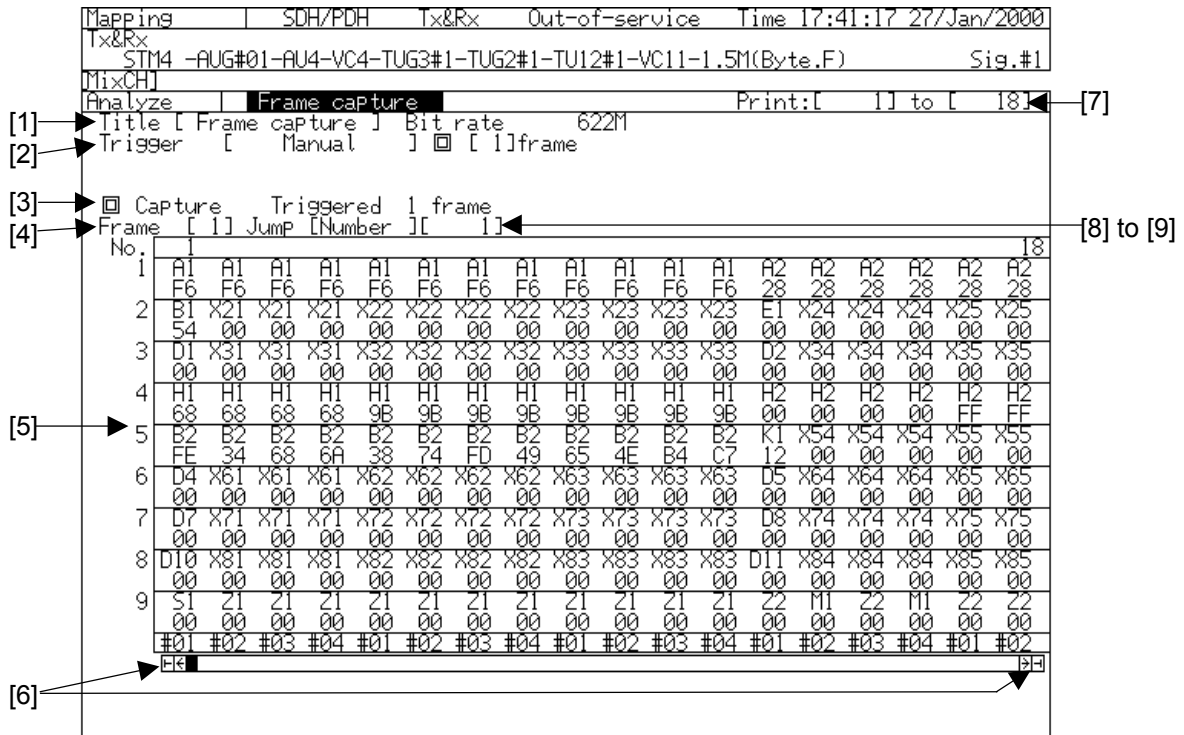 Mapping SDH/PDH Tx&Rx Out-of-service Time 17:41:17 27/Jan/2000
Tx&Rx
STM4 -AUG#01-AU4-VC4-TUG3#1-TUG2#1-TU12#1-VC11-1.5M(Byte.F) Sig.#1
[MixCH]
Analyze Frame capture Print:[ 1] to [ 18] [7]
[1] Title [ Frame capture ] Bit rate 622M
[2] Trigger [ Manual ] [ 1]frame
[3] Capture Triggered 1 frame
[4] Frame [ 1] Jump [Number ][ 1] [8] to [9]
No. 1 18
1 A1 A1 A1 A1 A1 A1 A1 A1 A1 A1 A1 A1 A2 A2 A2 A2 A2 A2
F6 F6 F6 F6 F6 F6 F6 F6 F6 F6 F6 F6 28 28 28 28 28 28
2 B1 X21 X21 X21 X22 X22 X22 X22 X23 X23 X23 X23 E1 X24 X24 X24 X25 X25
54 00 00 00 00 00 00 00 00 00 00 00 00 00 00 00 00 00
3 D1 X31 X31 X31 X32 X32 X32 X32 X33 X33 X33 X33 D2 X34 X34 X34 X35 X35
00 00 00 00 00 00 00 00 00 00 00 00 00 00 00 00 00 00
4 H1 H1 H1 H1 H1 H1 H1 H1 H1 H1 H1 H1 H2 H2 H2 H2 H2 H2
68 68 68 68 9B 9B 9B 9B 9B 9B 9B 9B 00 00 00 00 FF FF
[5] 5 B2 B2 B2 B2 B2 B2 B2 B2 B2 B2 B2 B2 K1 X54 X54 X54 X55 X55
FE 34 68 6A 38 74 FD 49 65 4E B4 C7 12 00 00 00 00 00
6 D4 X61 X61 X61 X62 X62 X62 X62 X63 X63 X63 X63 D5 X64 X64 X64 X65 X65
00 00 00 00 00 00 00 00 00 00 00 00 00 00 00 00 00 00
7 D7 X71 X71 X71 X72 X72 X72 X72 X73 X73 X73 X73 D8 X74 X74 X74 X75 X75
00 00 00 00 00 00 00 00 00 00 00 00 00 00 00 00 00 00
8 D10 X81 X81 X81 X82 X82 X82 X82 X83 X83 X83 X83 D11 X84 X84 X84 X85 X85
00 00 00 00 00 00 00 00 00 00 00 00 00 00 00 00 00 00
9 S1 Z1 Z1 Z1 Z1 Z1 Z1 Z1 Z1 Z1 Z1 Z1 Z2 M1 Z2 M1 Z2 Z2
00 00 00 00 00 00 00 00 00 00 00 00 00 00 00 00 00 00
#01 #02 #03 #04 #01 #02 #03 #04 #01 #02 #03 #04 #01 #02 #03 #04 #01 #02
[6]